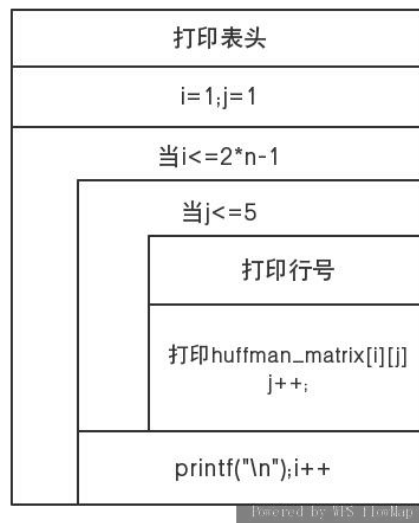 打印表头
i=1;j=1
当i<=2*n-1
当j<=5
打印行号
打印huffman_matrix[i][j]
j++;
printf("\n");i++
Powered by WPS FlowMap